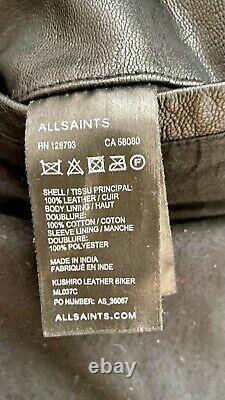 ALLSAINTS
RN 128793 CA 58080
SHELL / TISSU PRINCIPAL:
100% LEATHER / CUIR
BODY LINING / HAUT
DOUBLURE:
100% COTTON / COTON
SLEEVE LINING / MANCHE
DOUBLURE:
100% POLYESTER
MADE IN INDIA
FABRIQUÉ EN INDE
KUSHIRO LEATHER BIKER
ML037C
PO NUMBER: AS_36067
ALLSAINTS.COM